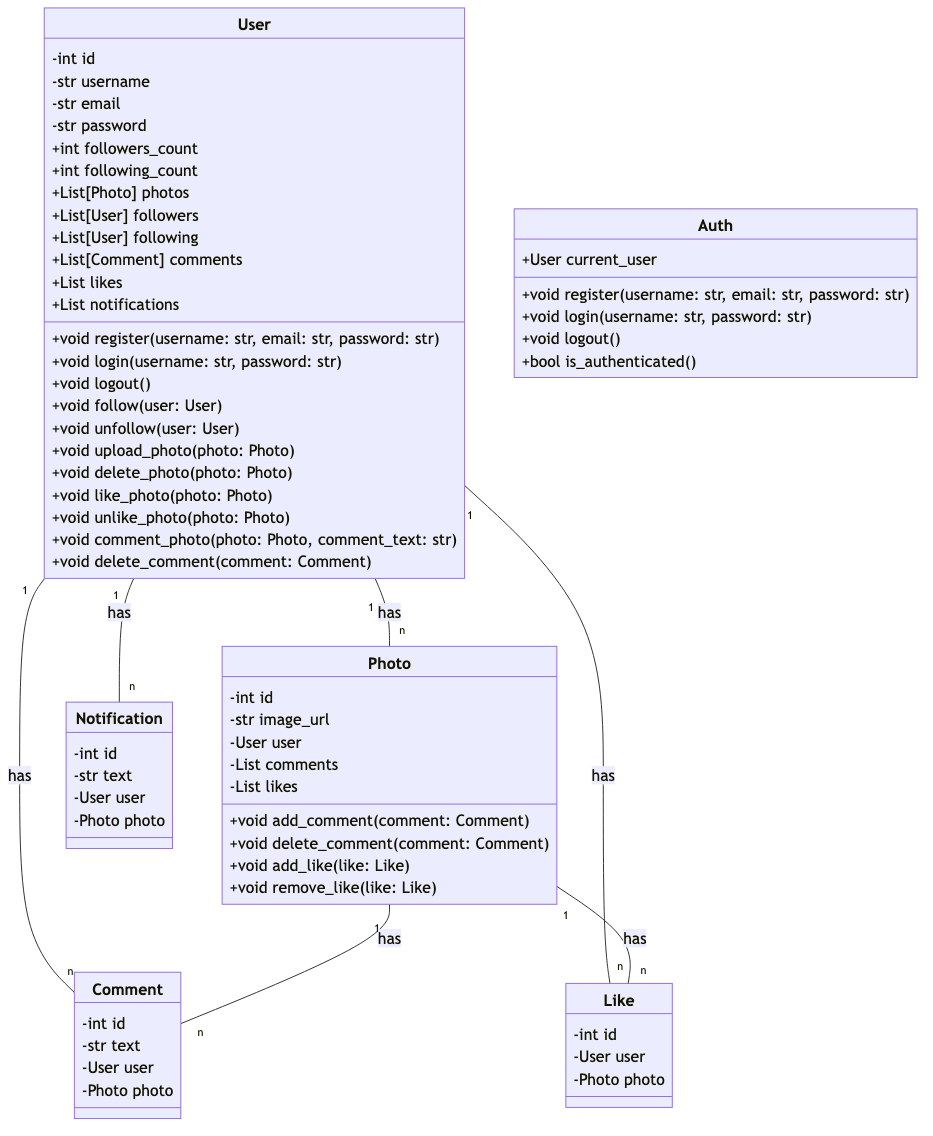 User
-int id
-str username
-str email
-str password
+int followers_count
+int following_count
+List[Photo] photos
+List[User] followers
+List[User] following
+List[Comment] comments
+List likes
+List notifications
+void register(username: str, email: str, password: str)
+void login(username: str, password: str)
+void logout()
+void follow(user: User)
+void unfollow(user: User)
+void upload_photo(photo: Photo)
+void delete_photo(photo: Photo)
+void like_photo(photo: Photo)
+void unlike_photo(photo: Photo)
+void comment_photo(photo: Photo, comment_text: str)
+void delete_comment(comment: Comment)
Auth
+User current_user
+void register(username: str, email: str, password: str)
+void login(username: str, password: str)
+void logout()
+bool is_authenticated()
1
1
1
1
has
has
n
n
Photo
-int id
-str image_url
-User user
-List comments
-List likes
+void add_comment(comment: Comment)
+void delete_comment(comment: Comment)
+void add_like(like: Like)
+void remove_like(like: Like)
Notification
-int id
-str text
-User user
-Photo photo
has
has
1
1
has
has
n
n
n
n
Comment
-int id
-str text
-User user
-Photo photo
Like
-int id
-User user
-Photo photo